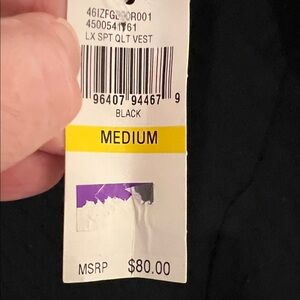 LX SPT QLT VEST
96407 94467 9
BLACK
MEDIUM
MSRP $80.00